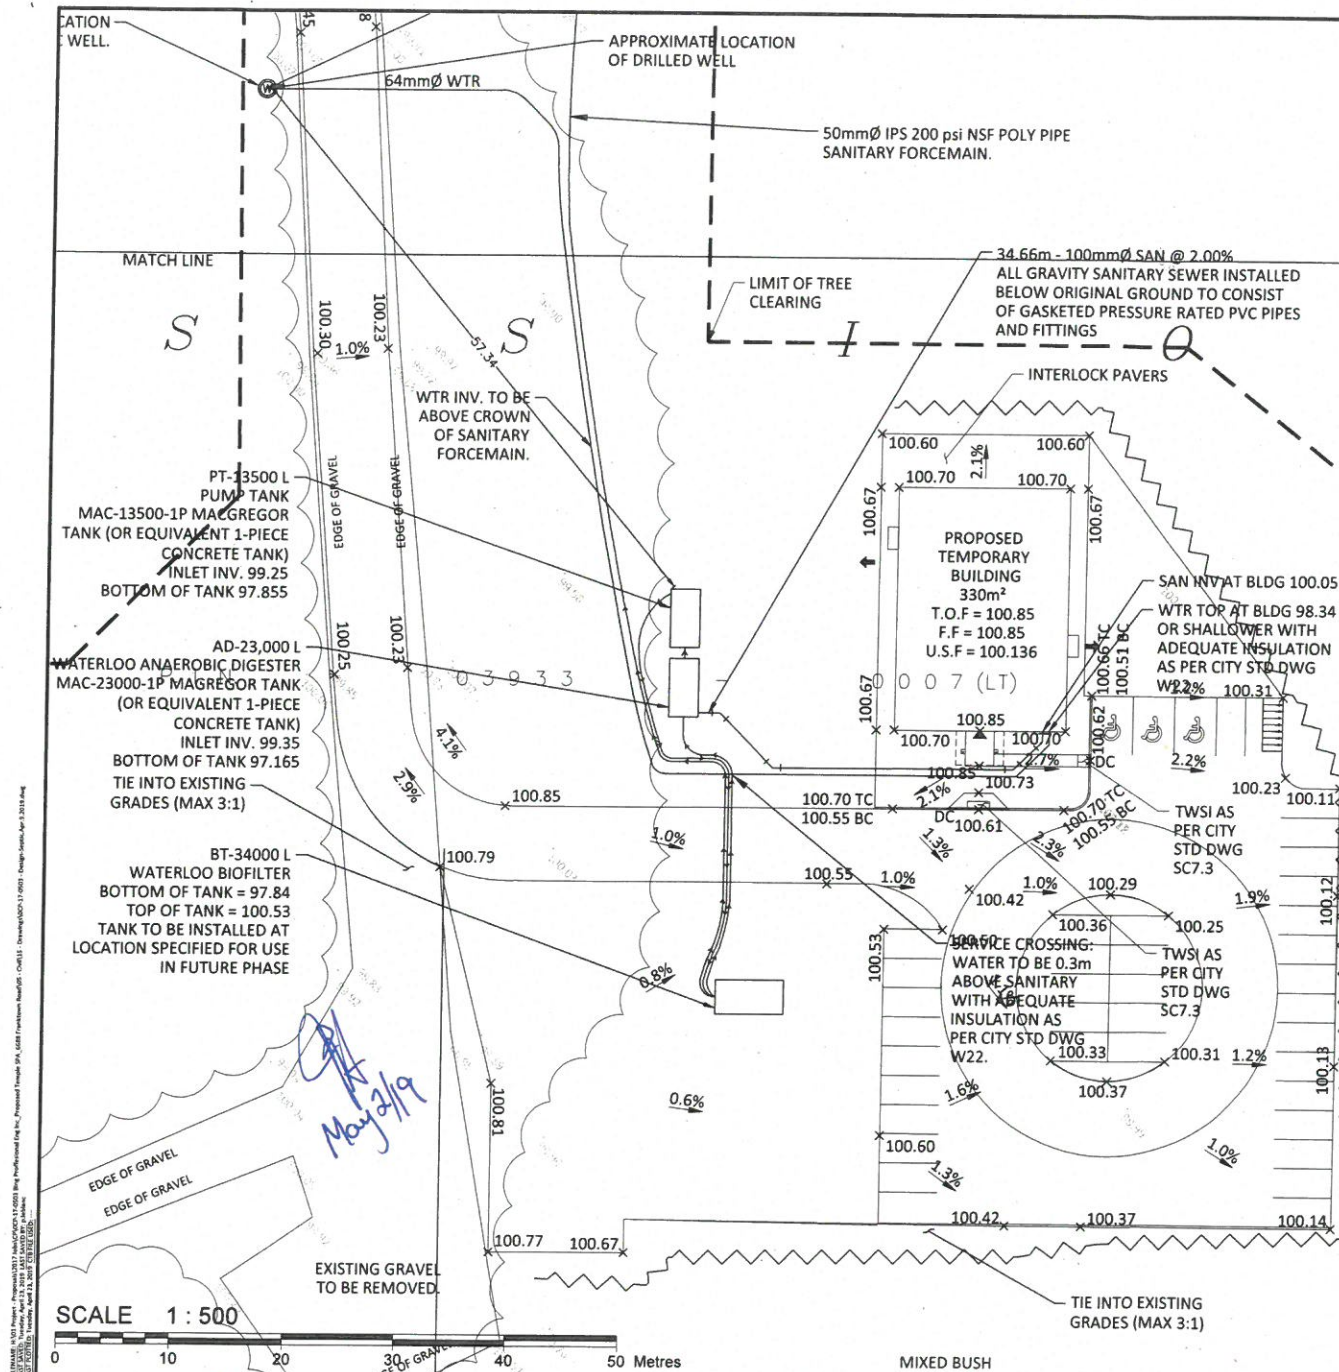 CATION
WELL.
45
8
APPROXIMATE LOCATION
OF DRILLED WELL
64mmØ WTR
50mmØ IPS 200 psi NSF POLY PIPE
SANITARY FORCEMAIN.
MATCH LINE
34.66m - 100mmØ SAN @ 2.00%
ALL GRAVITY SANITARY SEWER INSTALLED
BELOW ORIGINAL GROUND TO CONSIST
OF GASKETED PRESSURE RATED PVC PIPES
AND FITTINGS
LIMIT OF TREE
CLEARING
S
S
I
O
100.30
1.0%
100.23
57.34
INTERLOCK PAVERS
WTR INV. TO BE
ABOVE CROWN
OF SANITARY
FORCEMAIN.
100.60
100.60
2.1%
100.70
100.70
100.67
100.67
EDGE OF GRAVEL
EDGE OF GRAVEL
PT-13500 L
PUMP TANK
MAC-13500-1P MACGREGOR
TANK (OR EQUIVALENT 1-PIECE
CONCRETE TANK)
INLET INV. 99.25
BOTTOM OF TANK 97.855
PROPOSED
TEMPORARY
BUILDING
330m²
T.O.F = 100.85
F.F = 100.85
U.S.F = 100.136
SAN INV AT BLDG 100.05
WTR TOP AT BLDG 98.34
OR SHALLOWER WITH
ADEQUATE INSULATION
AS PER CITY STD DWG
W22.
100.66 TC
100.51 BC
100.25
100.23
AD-23,000 L
WATERLOO ANAEROBIC DIGESTER
MAC-23000-1P MAGREGOR TANK
(OR EQUIVALENT 1-PIECE
CONCRETE TANK)
INLET INV. 99.35
BOTTOM OF TANK 97.165
P I N
03933
-
0007 (LT)
100.67
2.2%
100.31
100.62
100.85
100.70
100.70
2.7%
DC
2.2%
4.1%
2.9%
TIE INTO EXISTING
GRADES (MAX 3:1)
100.85
100.85
100.73
2.1%
100.70 TC
100.55 BC
DC
100.61
100.70 TC
100.55 BC
100.23
100.11
TWSI AS
PER CITY
STD DWG
SC7.3
1.0%
1.3%
2.3%
BT-34000 L
WATERLOO BIOFILTER
BOTTOM OF TANK = 97.84
TOP OF TANK = 100.53
TANK TO BE INSTALLED AT
LOCATION SPECIFIED FOR USE
IN FUTURE PHASE
100.79
100.55
1.0%
100.42
1.0%
100.29
1.9%
100.12
100.36
100.25
100.53
100.50
SERVICE CROSSING:
WATER TO BE 0.3m
ABOVE SANITARY
WITH ADEQUATE
INSULATION AS
PER CITY STD DWG
W22.
TWSI AS
PER CITY
STD DWG
SC7.3
0.8%
100.33
100.31
1.2%
100.13
100.37
1.6%
0.6%
100.81
May 2/19
100.60
1.0%
1.3%
EDGE OF GRAVEL
EDGE OF GRAVEL
100.77
100.67
100.42
100.37
100.14
EXISTING GRAVEL
TO BE REMOVED.
TIE INTO EXISTING
GRADES (MAX 3:1)
SCALE 1 : 500
0 10 20 30 40 50 Metres
MIXED BUSH